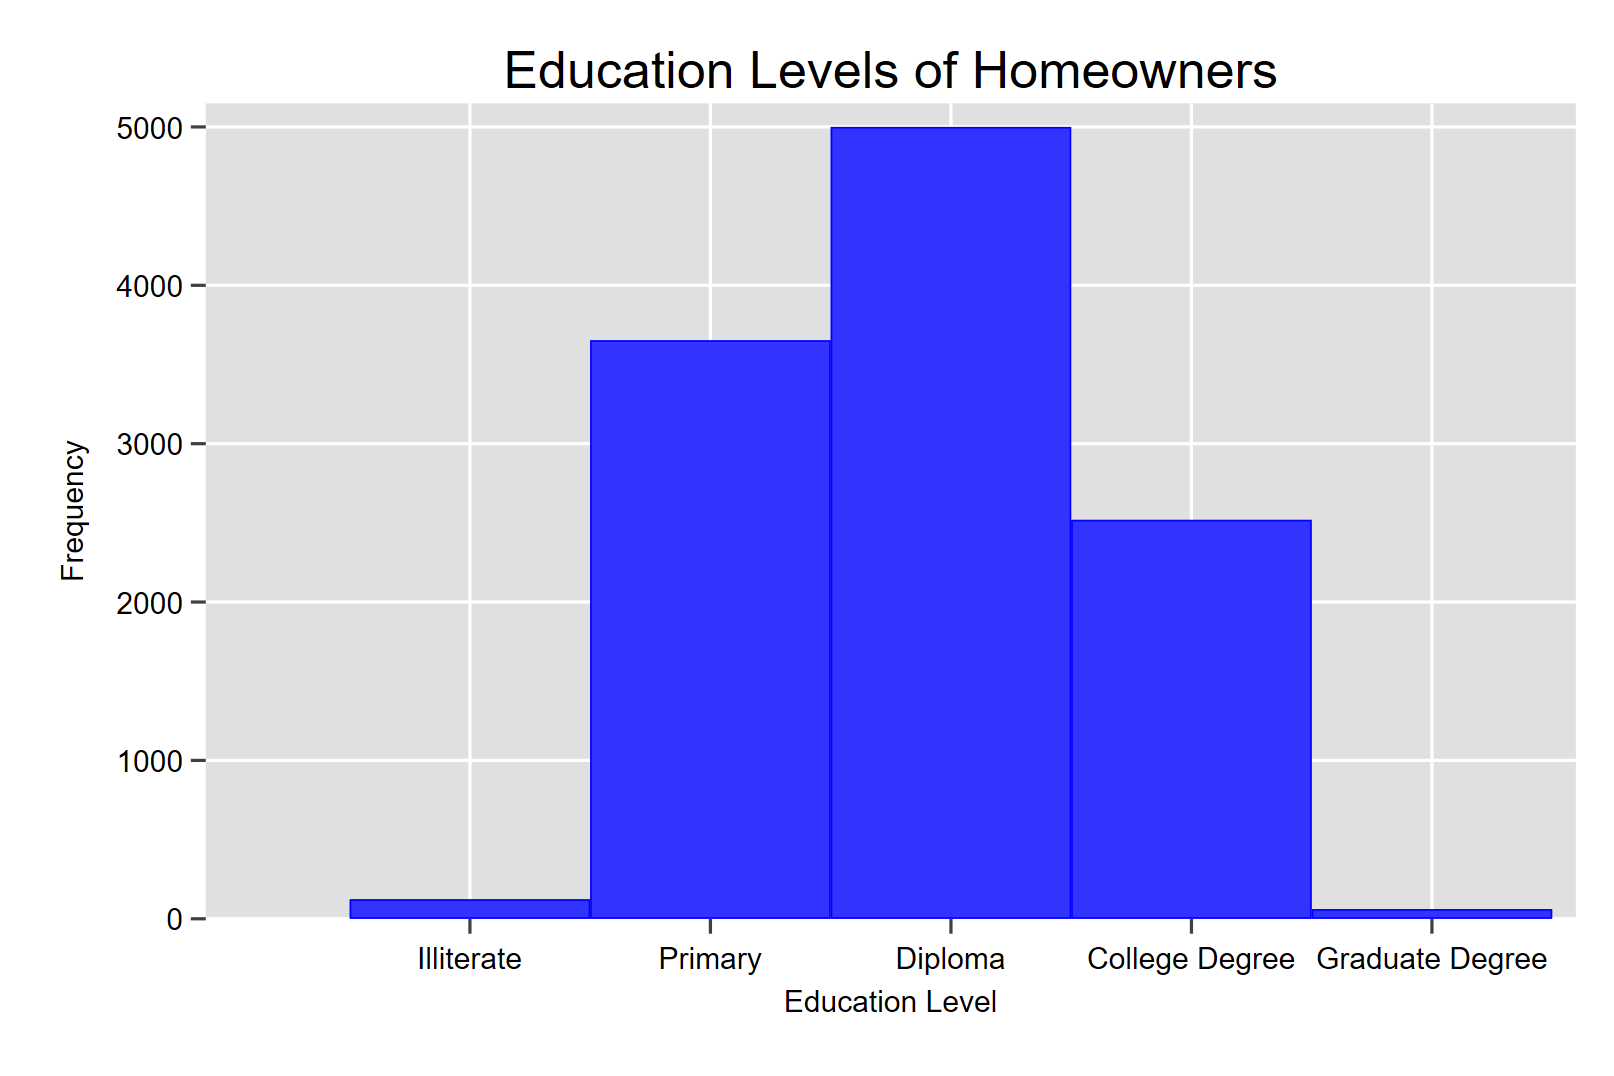 Education Levels of Homeowners
5000
4000
3000
2000
1000
0
Frequency
Illiterate Primary Diploma College Degree Graduate Degree
Education Level